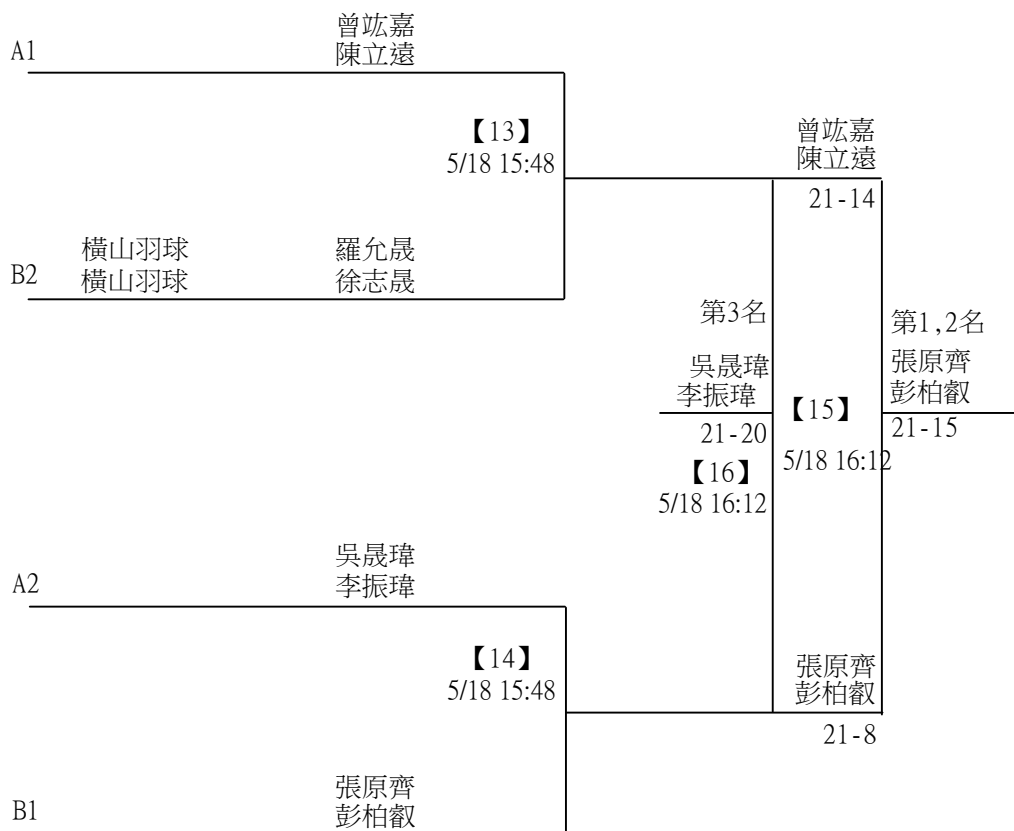 曾竑嘉
A1
陳立遠
【13】
5/18 15:48
曾竑嘉
陳立遠
21-14
橫山羽球 羅允晟
B2
橫山羽球 徐志晟
第3名
第1,2名
吳晟瑋
李振瑋
張原齊
彭柏叡
【15】
21-20
21-15
【16】
5/18 16:12
5/18 16:12
吳晟瑋
A2
李振瑋
【14】
5/18 15:48
張原齊
彭柏叡
21-8
張原齊
B1
彭柏叡